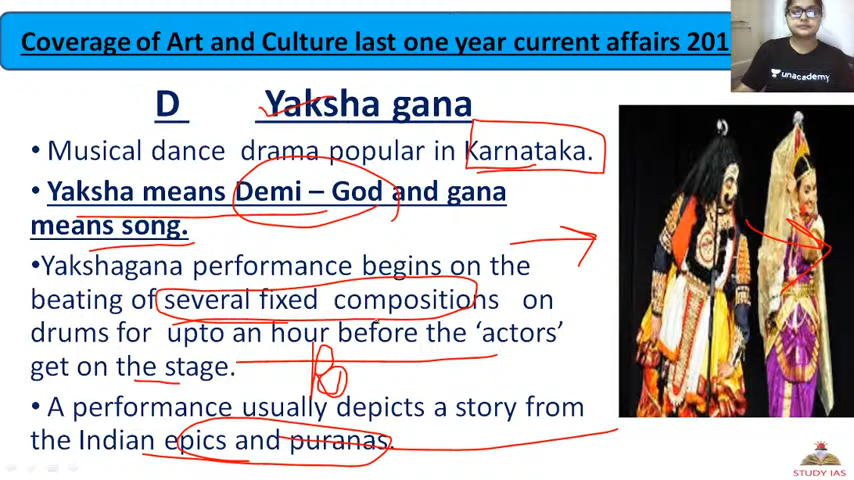 Coverage of Art and Culture last one year current affairs 201
unacademy
D Yaksha gana
• Musical dance drama popular in Karnataka.
• Yaksha means Demi – God and gana
means song.
•Yakshagana performance begins on the
beating of several fixed compositions on
drums for upto an hour before the ‘actors’
get on the stage.
• A performance usually depicts a story from
the Indian epics and puranas.
STUDY IAS